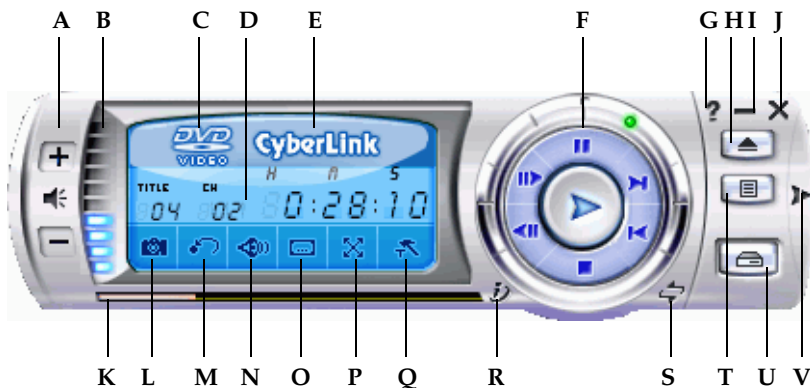 A B C D E F G H I J
?
DVD
VIDEO
CyberLink
H M S
TITLE CH
04 02 0:28:10
i
K L M N O P Q R S T U V